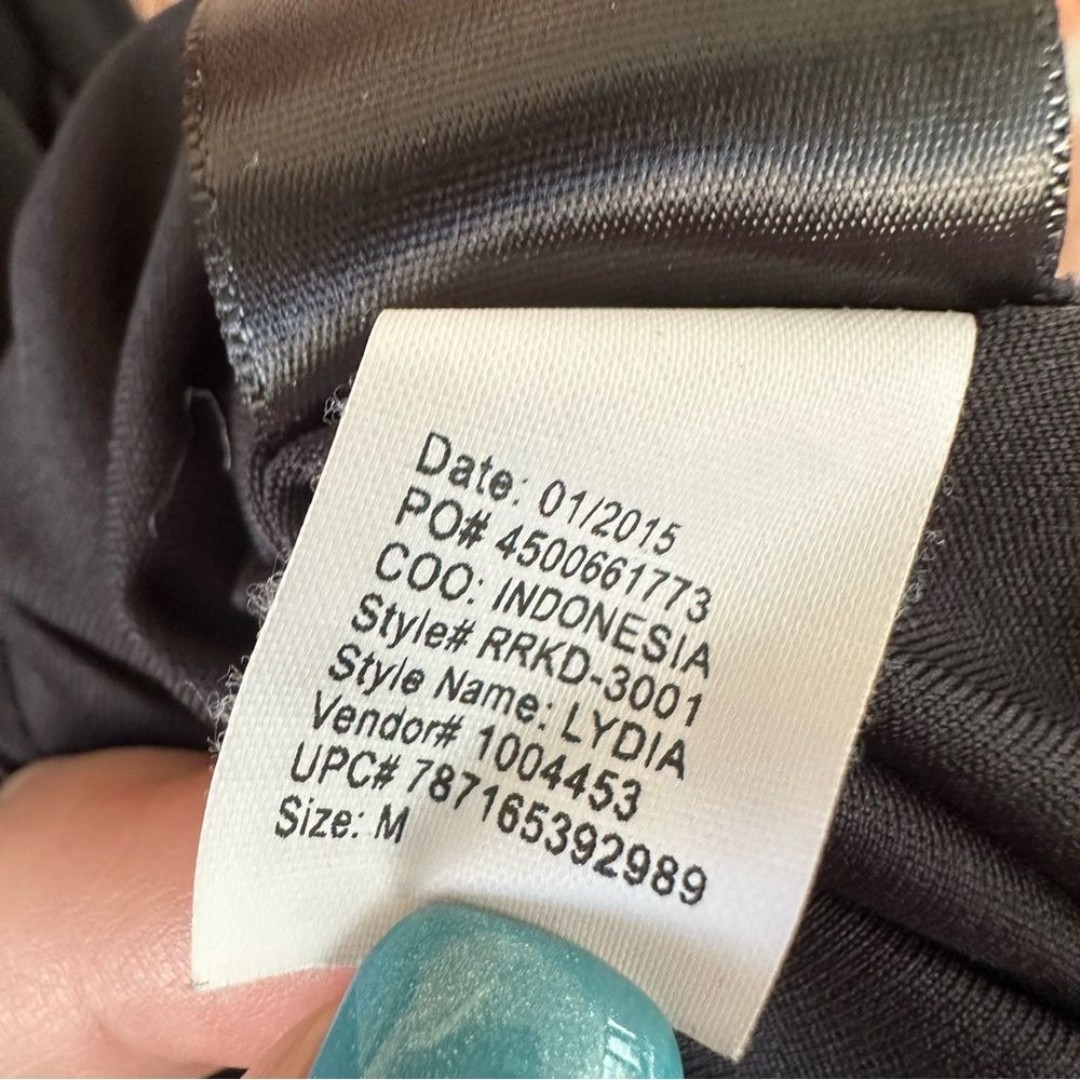 Date: 01/2015
PO# 4500661773
COO: INDONESIA
Style# RRKD-3001
Style Name: LYDIA
Vendor# 1004453
UPC# 787165392989
Size: M